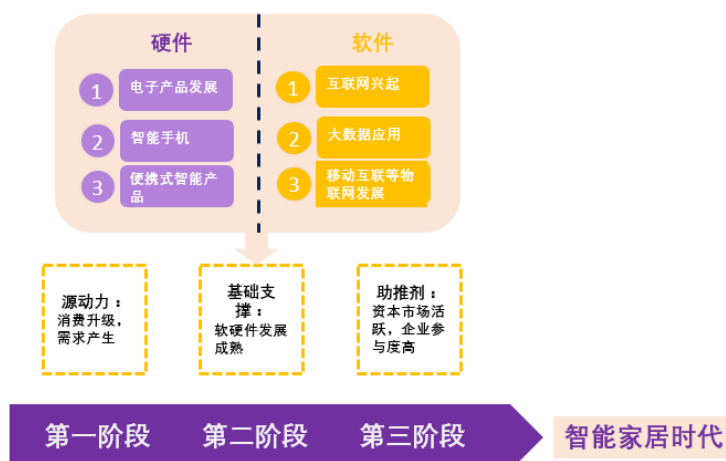 硬件
1 电子产品发展
2 智能手机
3 便携式智能产
品
软件
1 互联网兴起
2 大数据应用
3 移动互联等物
联网发展
源动力：
消费升级，
需求产生
基础支
撑：
软硬件发展
成熟
助推剂：
资本市场活
跃，企业参
与度高
第一阶段 第二阶段 第三阶段 智能家居时代